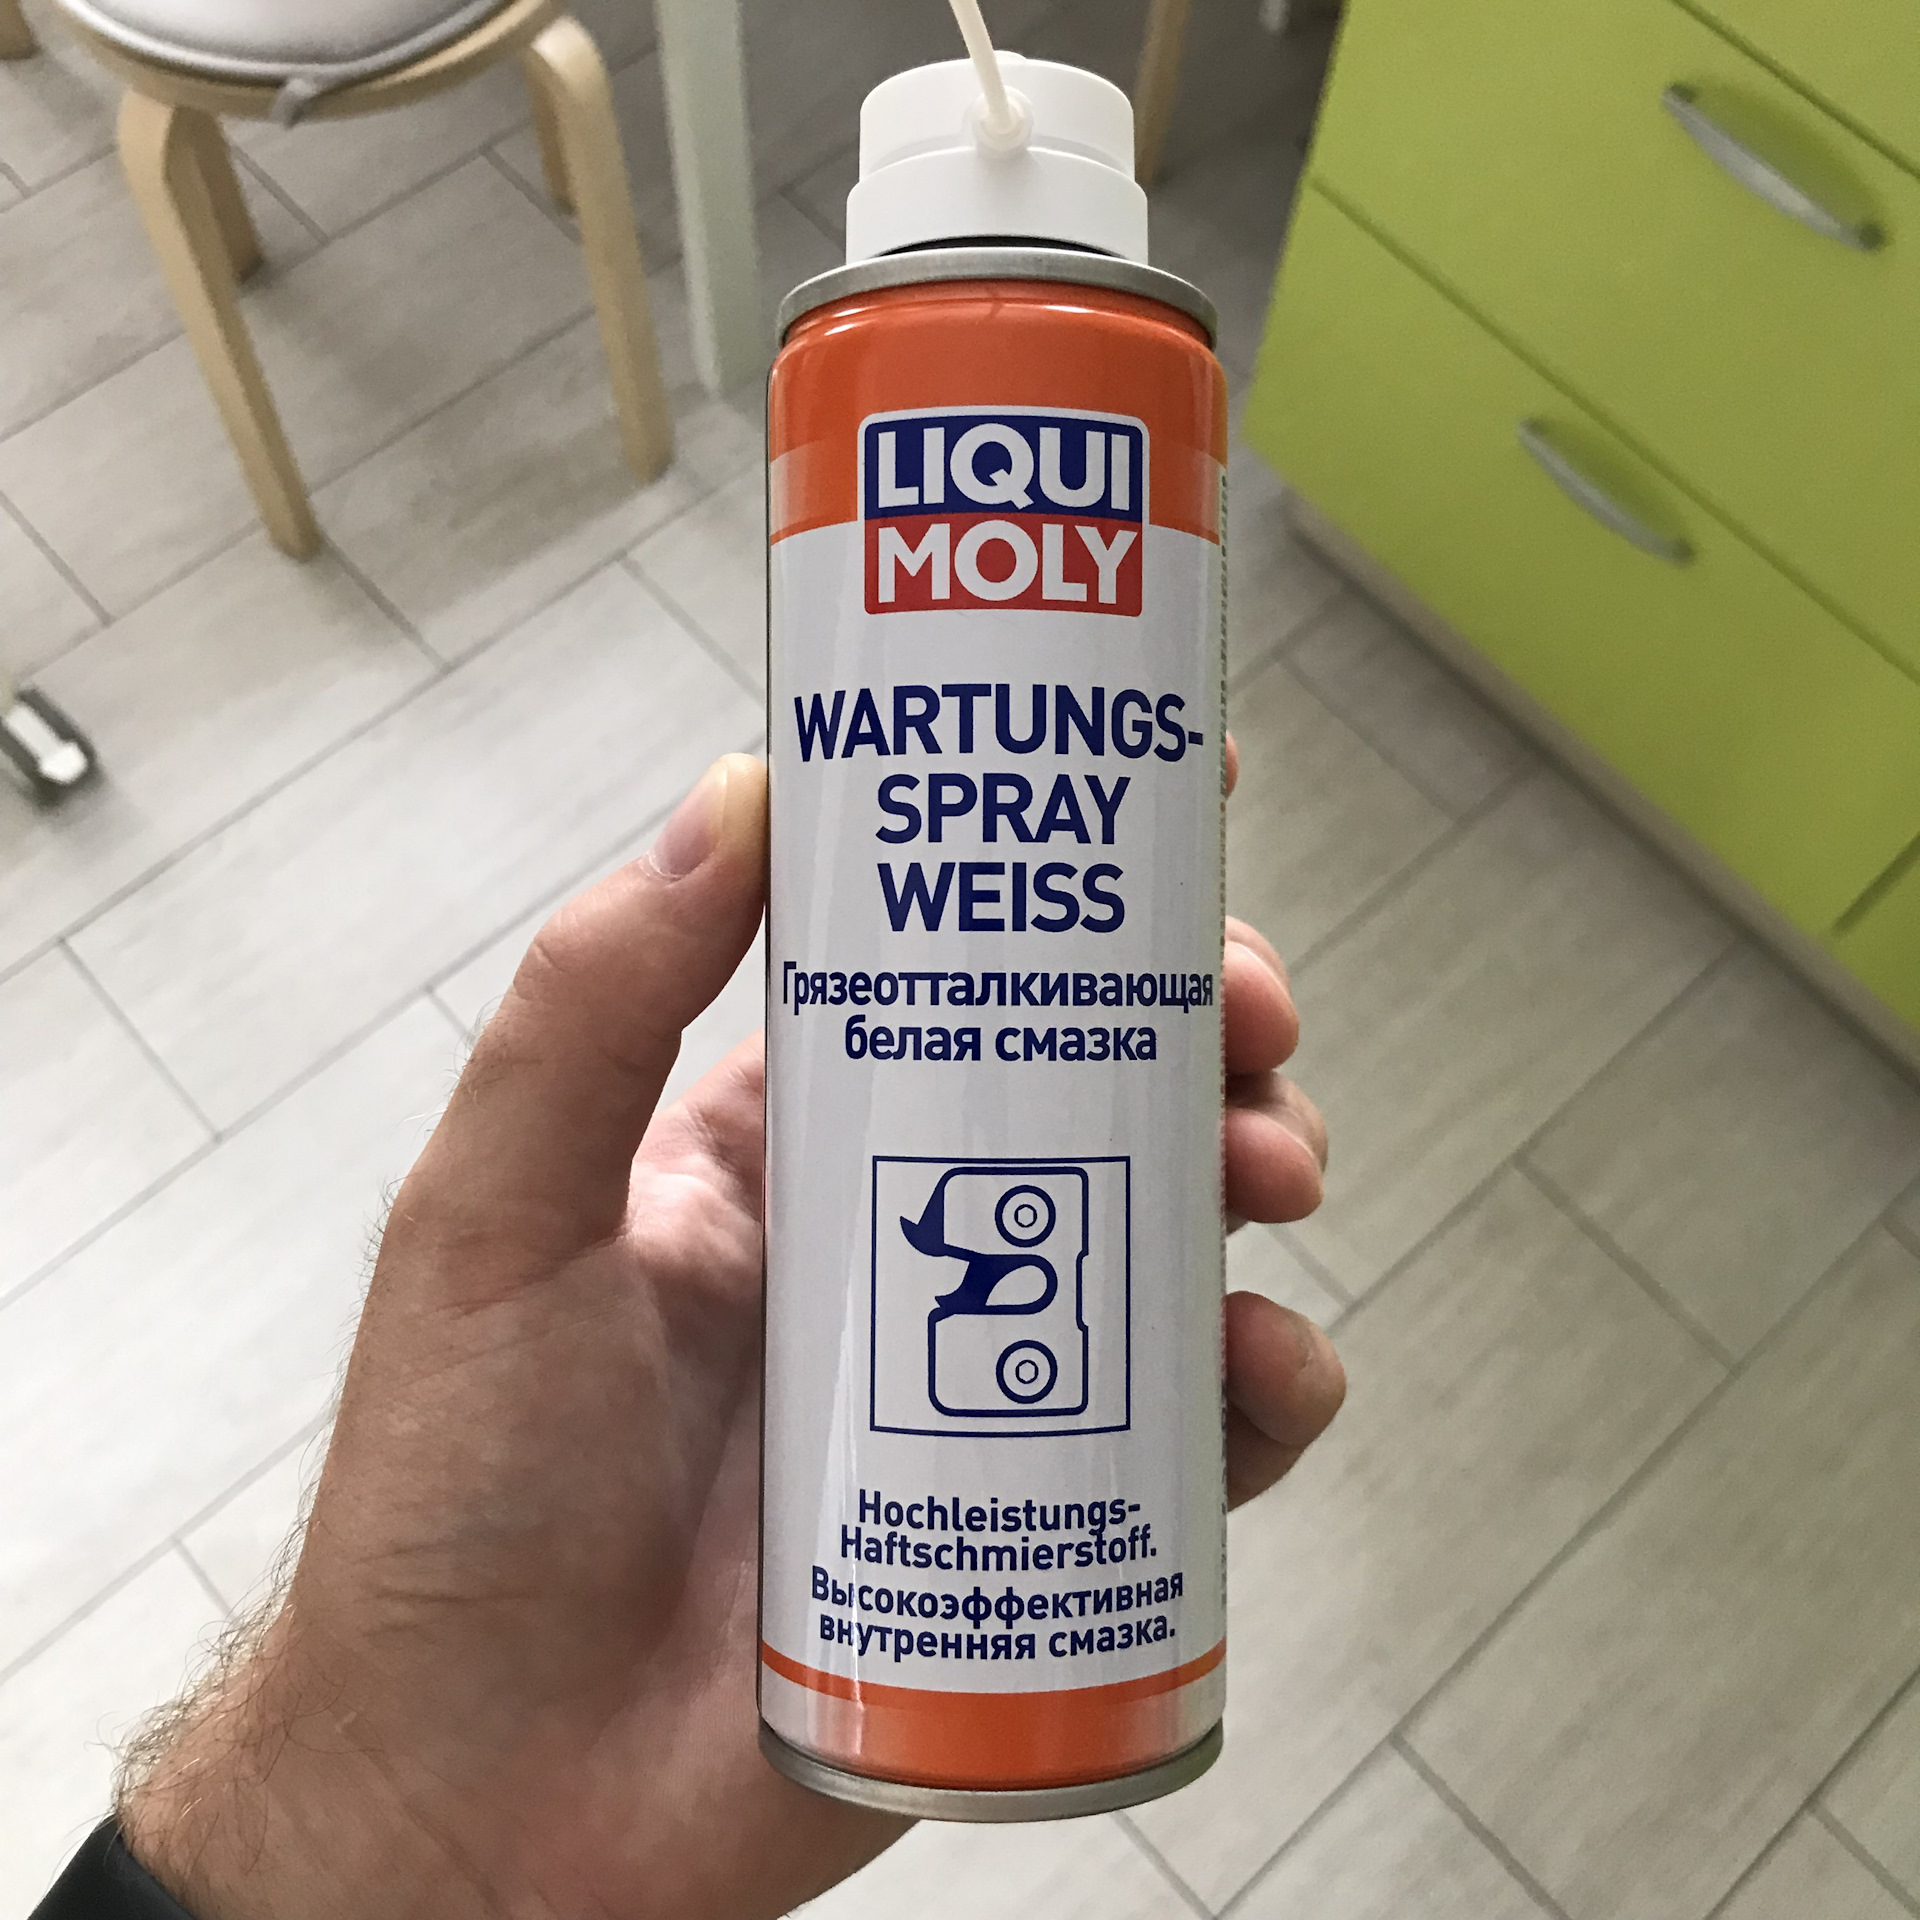 LIQUI
MOLY
WARTUNGS-
SPRAY
WEISS
Грязеотталкивающая
белая смазка
Hochleistungs-
Haftschmierstoff.
Высокоэффективная
внутренняя смазка.